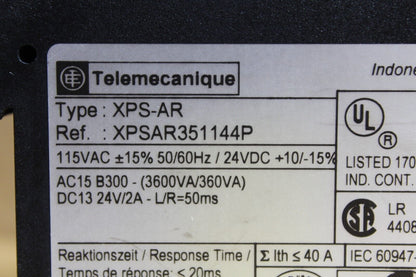 Telemecanique
Indone
Type : XPS-AR
Ref. : XPSAR351144P
115VAC ±15% 50/60Hz / 24VDC +10/-15%
AC15 B300 - (3600VA/360VA)
DC13 24V/2A - L/R=50ms
UL
®
LISTED 170
IND. CONT.
LR
4408
Reaktionszeit / Response Time /
Temps de réponse: ≤ 20ms
Σ Ith ≤ 40 A
IEC 60947